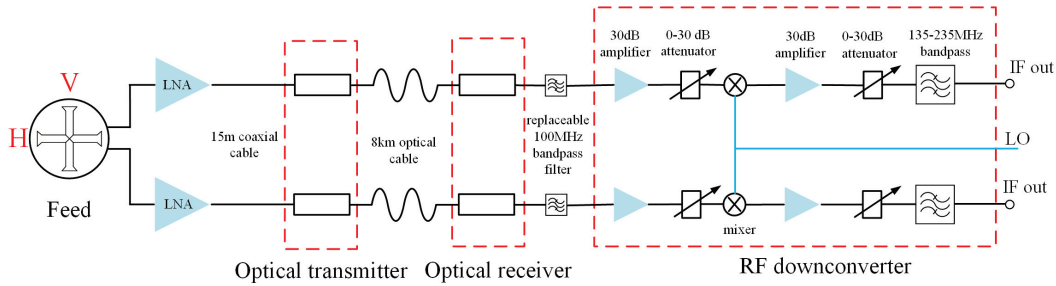 V
H
Feed
LNA
LNA
15m coaxial
cable
Optical transmitter
8km optical
cable
Optical receiver
replaceable
100MHz
bandpass
filter
30dB
amplifier
0-30 dB
attenuator
30dB
amplifier
0-30dB
attenuator
135-235MHz
bandpass
IF out
LO
IF out
mixer
RF downconverter